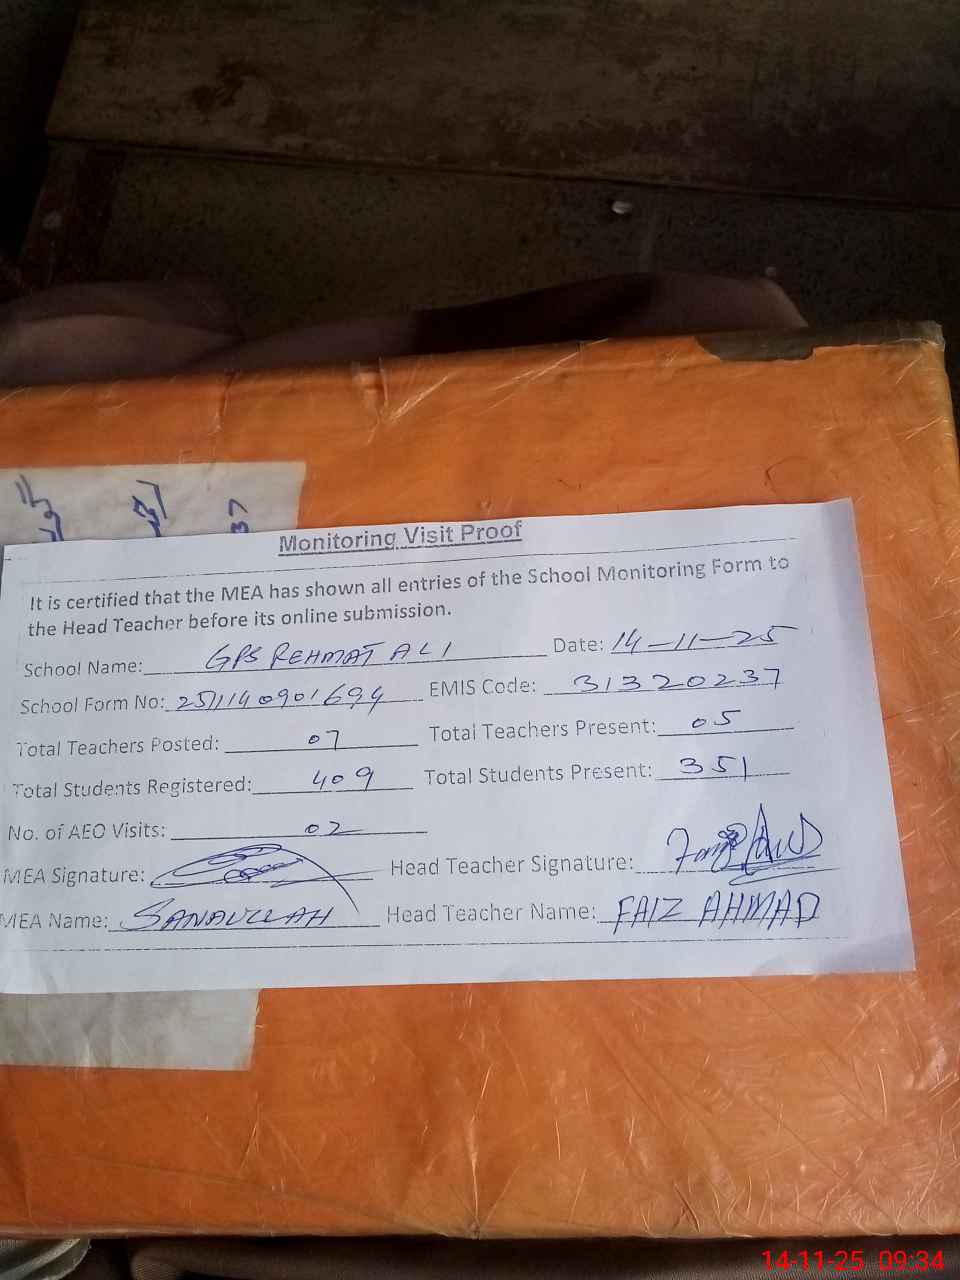 37
Monitoring Visit Proof
It is certified that the MEA has shown all entries of the School Monitoring Form to
the Head Teacher before its online submission.
School Name: GPS REHMAT ALI Date: 14-11-25
School Form No: 2511140901694 EMIS Code: 31320237
Total Teachers Posted: 07 Total Teachers Present: 05
Total Students Registered: 409 Total Students Present: 351
No. of AEO Visits: 02
MEA Signature: Head Teacher Signature:
MEA Name: SANAULLAH Head Teacher Name: FAIZ AHMAD
14-11-25 09:34